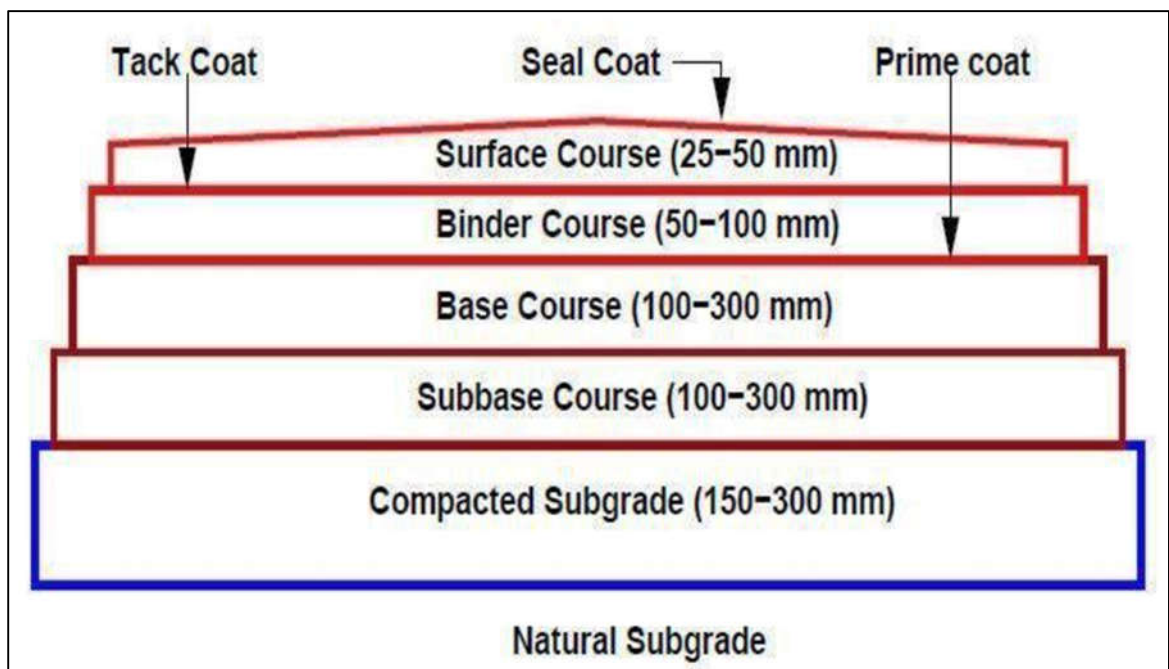 Tack Coat
Seal Coat
Prime coat
Surface Course (25−50 mm)
Binder Course (50−100 mm)
Base Course (100−300 mm)
Subbase Course (100−300 mm)
Compacted Subgrade (150−300 mm)
Natural Subgrade